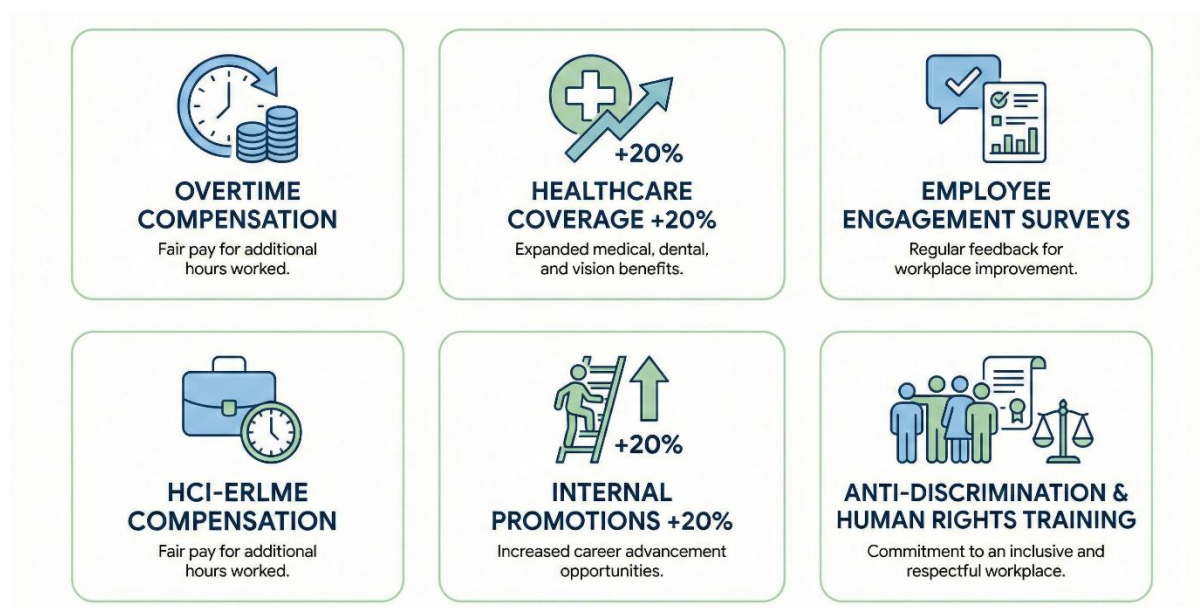 OVERTIME
COMPENSATION
Fair pay for additional
hours worked.
+20%
HEALTHCARE
COVERAGE +20%
Expanded medical, dental,
and vision benefits.
EMPLOYEE
ENGAGEMENT SURVEYS
Regular feedback for
workplace improvement.
HCI-ERLME
COMPENSATION
Fair pay for additional
hours worked.
+20%
INTERNAL
PROMOTIONS +20%
Increased career advancement
opportunities.
ANTI-DISCRIMINATION &
HUMAN RIGHTS TRAINING
Commitment to an inclusive and
respectful workplace.